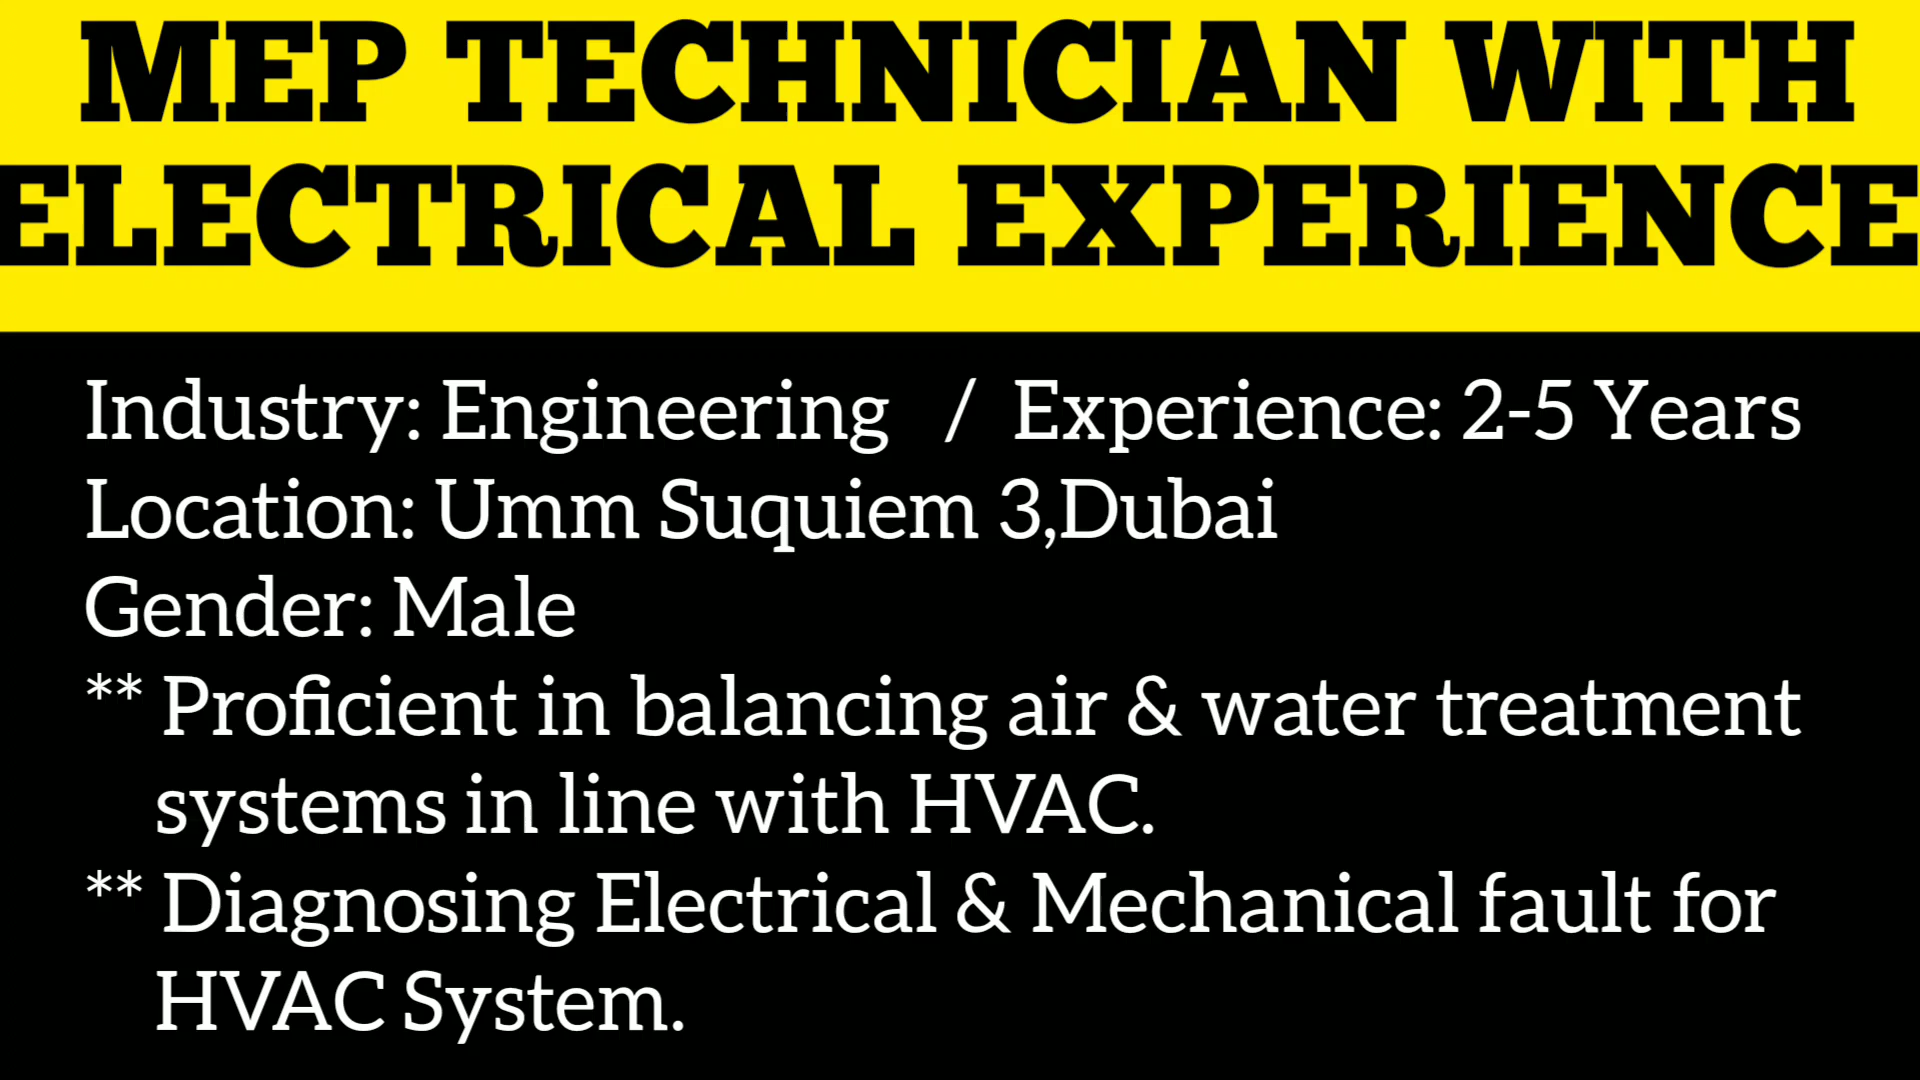 MEP TECHNICIAN WITH
ELECTRICAL EXPERIENCE
Industry: Engineering / Experience: 2-5 Years
Location: Umm Suquiem 3,Dubai
Gender: Male
** Proficient in balancing air & water treatment
systems in line with HVAC.
** Diagnosing Electrical & Mechanical fault for
HVAC System.